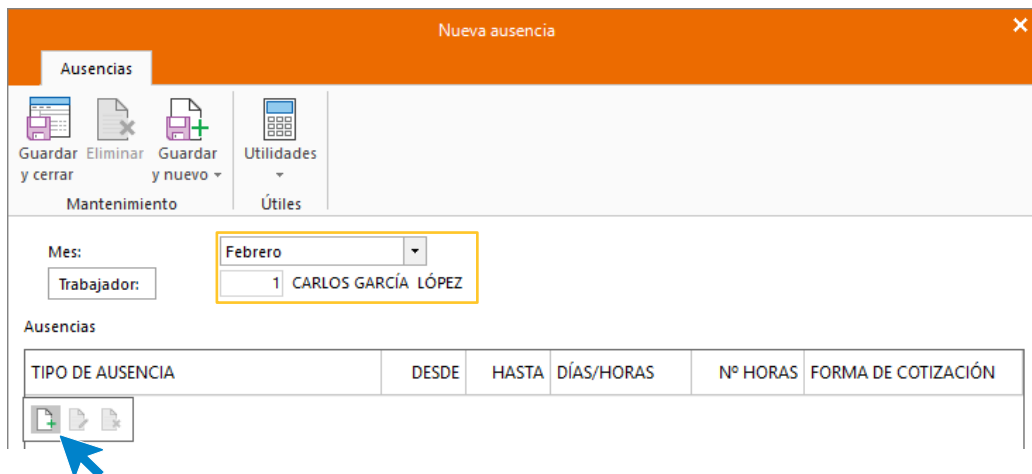 Nueva ausencia
Ausencias
Guardar y cerrar
Eliminar
Guardar y nuevo
Utilidades
Mantenimiento
Útiles
Mes: Febrero
Trabajador: 1 CARLOS GARCÍA LÓPEZ
Ausencias
TIPO DE AUSENCIA DESDE HASTA DÍAS/HORAS Nº HORAS FORMA DE COTIZACIÓN